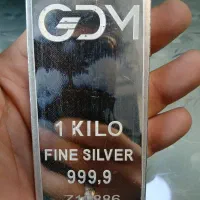 GDM
1 KILO
FINE SILVER
999,9